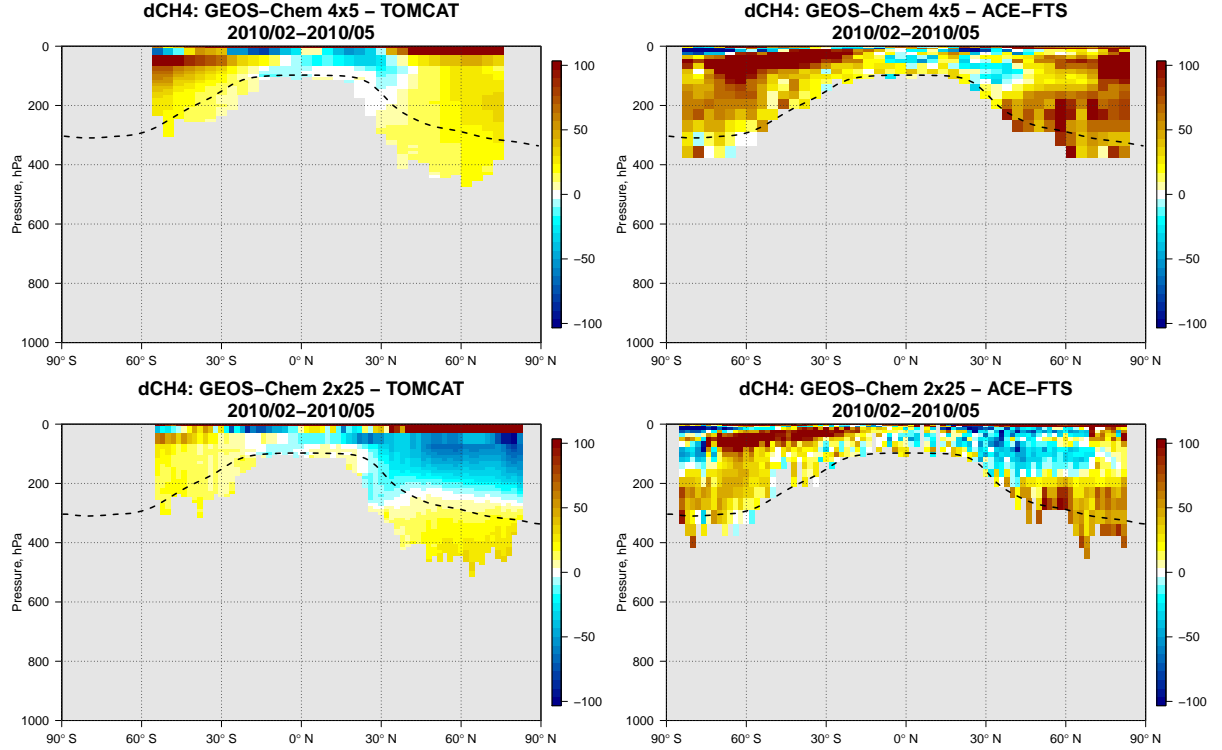 dCH4: GEOS−Chem 4x5 − TOMCAT
2010/02−2010/05
Pressure, hPa
0
200
400
600
800
1000
90° S
60° S
30° S
0° N
30° N
60° N
90° N
100
50
0
−50
−100
dCH4: GEOS−Chem 4x5 − ACE−FTS
2010/02−2010/05
Pressure, hPa
0
200
400
600
800
1000
90° S
60° S
30° S
0° N
30° N
60° N
90° N
100
50
0
−50
−100
dCH4: GEOS−Chem 2x25 − TOMCAT
2010/02−2010/05
Pressure, hPa
0
200
400
600
800
1000
90° S
60° S
30° S
0° N
30° N
60° N
90° N
100
50
0
−50
−100
dCH4: GEOS−Chem 2x25 − ACE−FTS
2010/02−2010/05
Pressure, hPa
0
200
400
600
800
1000
90° S
60° S
30° S
0° N
30° N
60° N
90° N
100
50
0
−50
−100